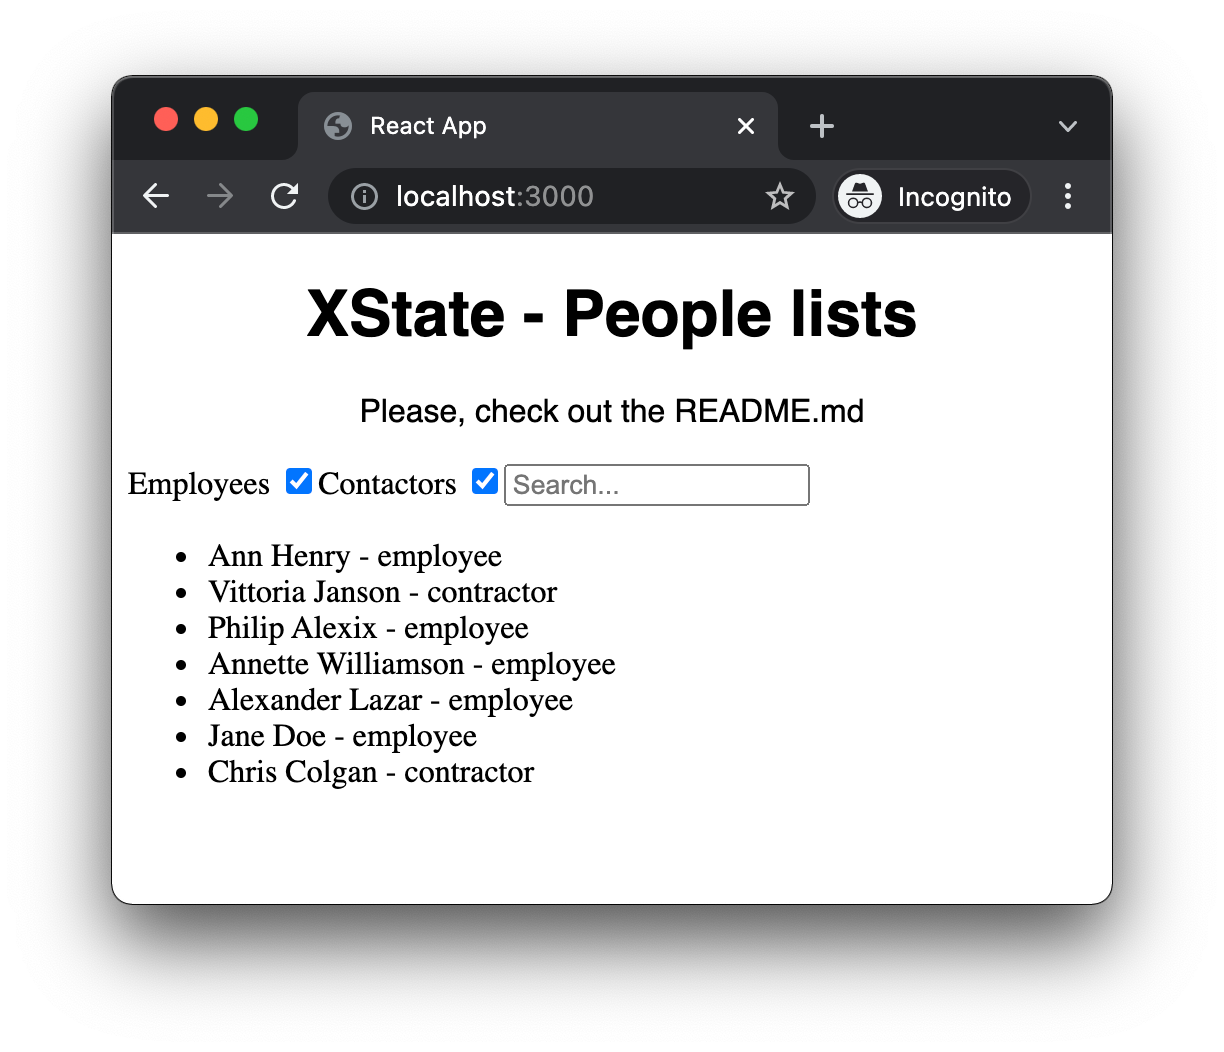 React App
localhost:3000
Incognito
XState - People lists
Please, check out the README.md
Employees Contactors Search...
Ann Henry - employee
Vittoria Janson - contractor
Philip Alexix - employee
Annette Williamson - employee
Alexander Lazar - employee
Jane Doe - employee
Chris Colgan - contractor